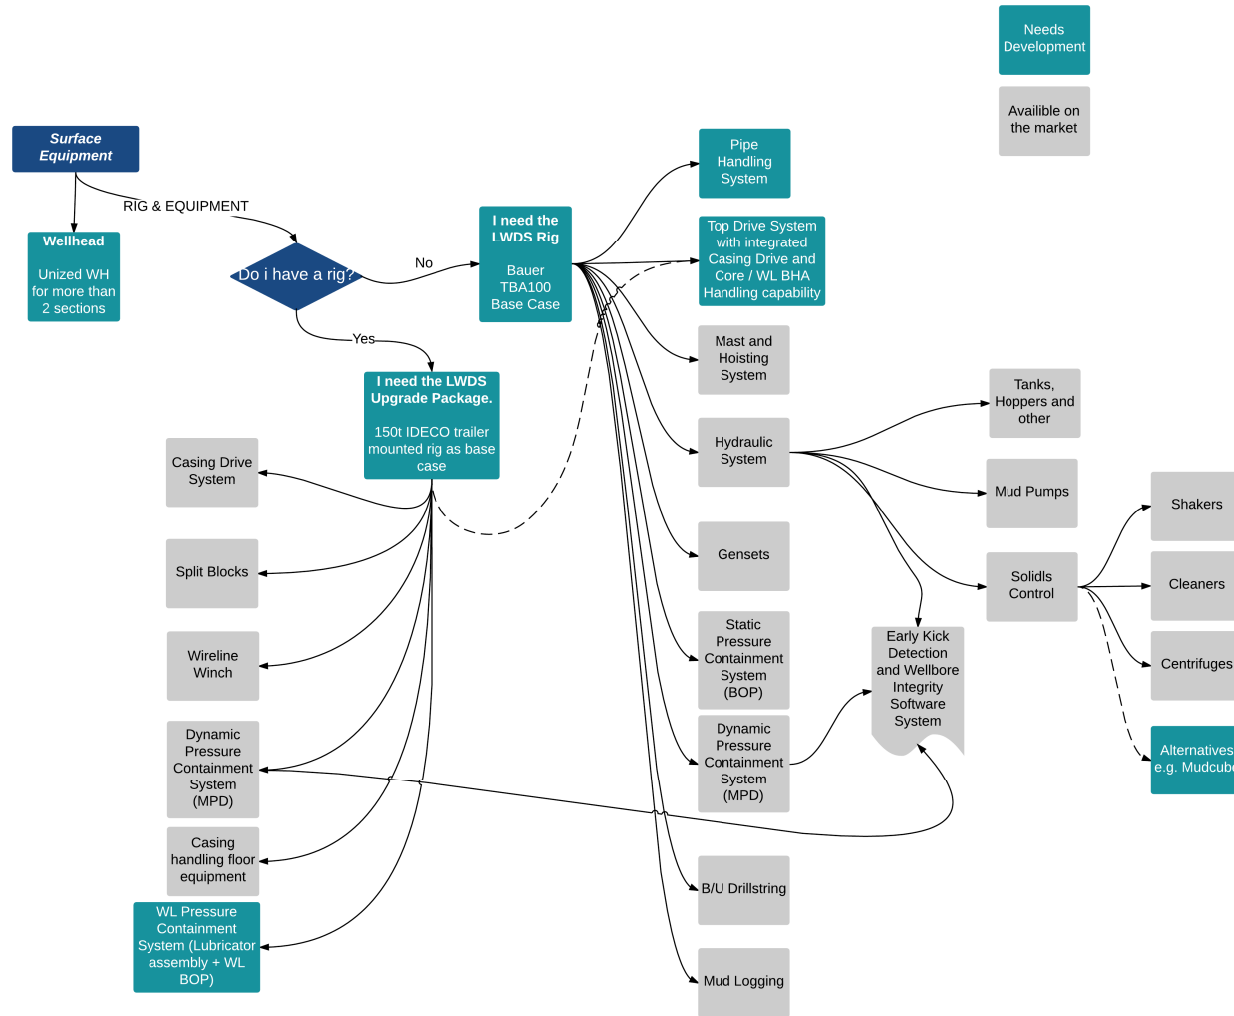 Needs
Development
Availible on
the market
Surface
Equipment
RIG & EQUIPMENT
Wellhead
Unized WH
for more than
2 sections
Do i have a rig?
No
Yes
I need the
LWDS Rig
Bauer
TBA100
Base Case
I need the LWDS
Upgrade Package.
150t IDECO trailer
mounted rig as base
case
Pipe
Handling
System
Top Drive System
with integrated
Casing Drive and
Core / WL BHA
Handling capability
Mast and
Hoisting
System
Hydraulic
System
Gensets
Static
Pressure
Containment
System
(BOP)
Dynamic
Pressure
Containment
System
(MPD)
B/U Drillstring
Mud Logging
Casing Drive
System
Split Blocks
Wireline
Winch
Dynamic
Pressure
Containment
System
(MPD)
Casing
handling floor
equipment
WL Pressure
Containment
System (Lubricator
assembly + WL
BOP)
Tanks,
Hoppers and
other
Mud Pumps
Solidls
Control
Early Kick
Detection
and Wellbore
Integrity
Software
System
Shakers
Cleaners
Centrifuges
Alternatives
e.g. Mudcube